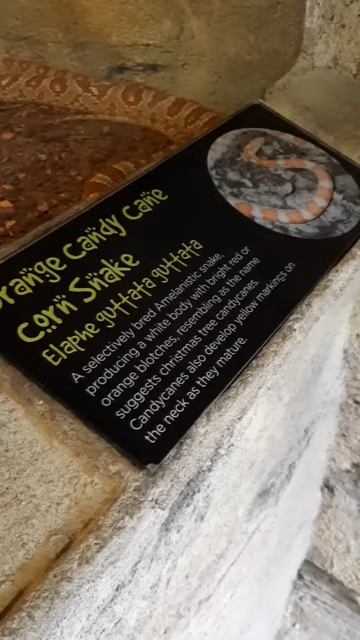 range Candy Cane
Corn Snake
Elaphe guttata guttata
A selectively bred Amelanistic snake,
producing a white body with bright red or
orange blotches, resembling as the name
suggests christmas tree candycanes.
Candycanes also develop yellow markings on
the neck as they mature.